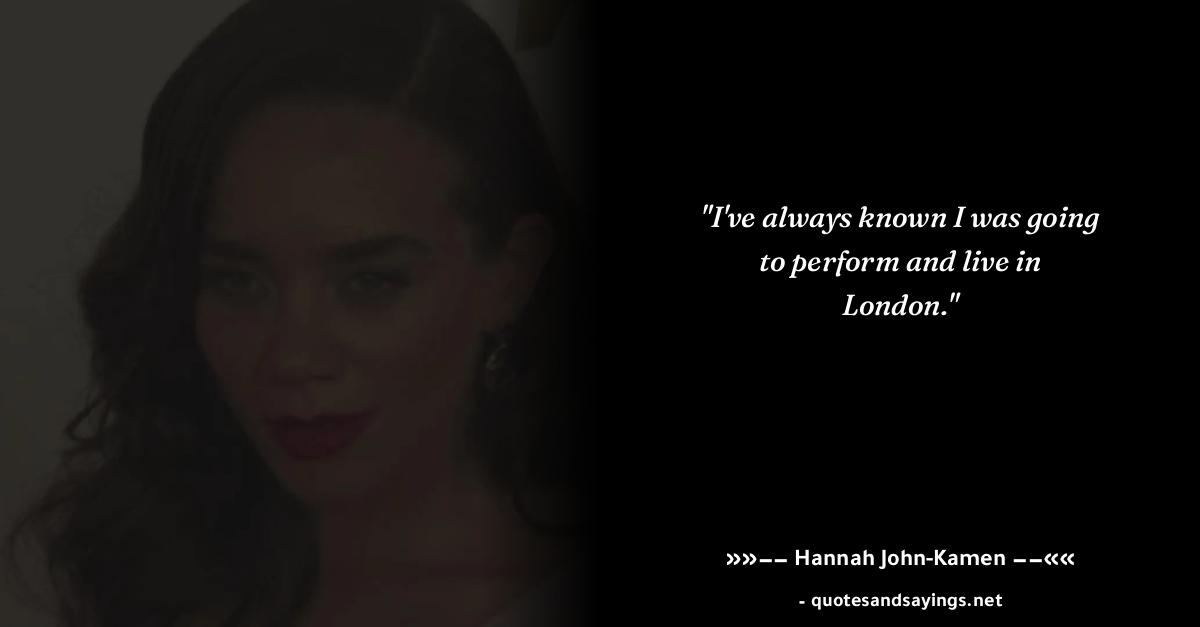 "I've always known I was going
to perform and live in
London."
»»−− Hannah John-Kamen −−««
- quotesandsayings.net